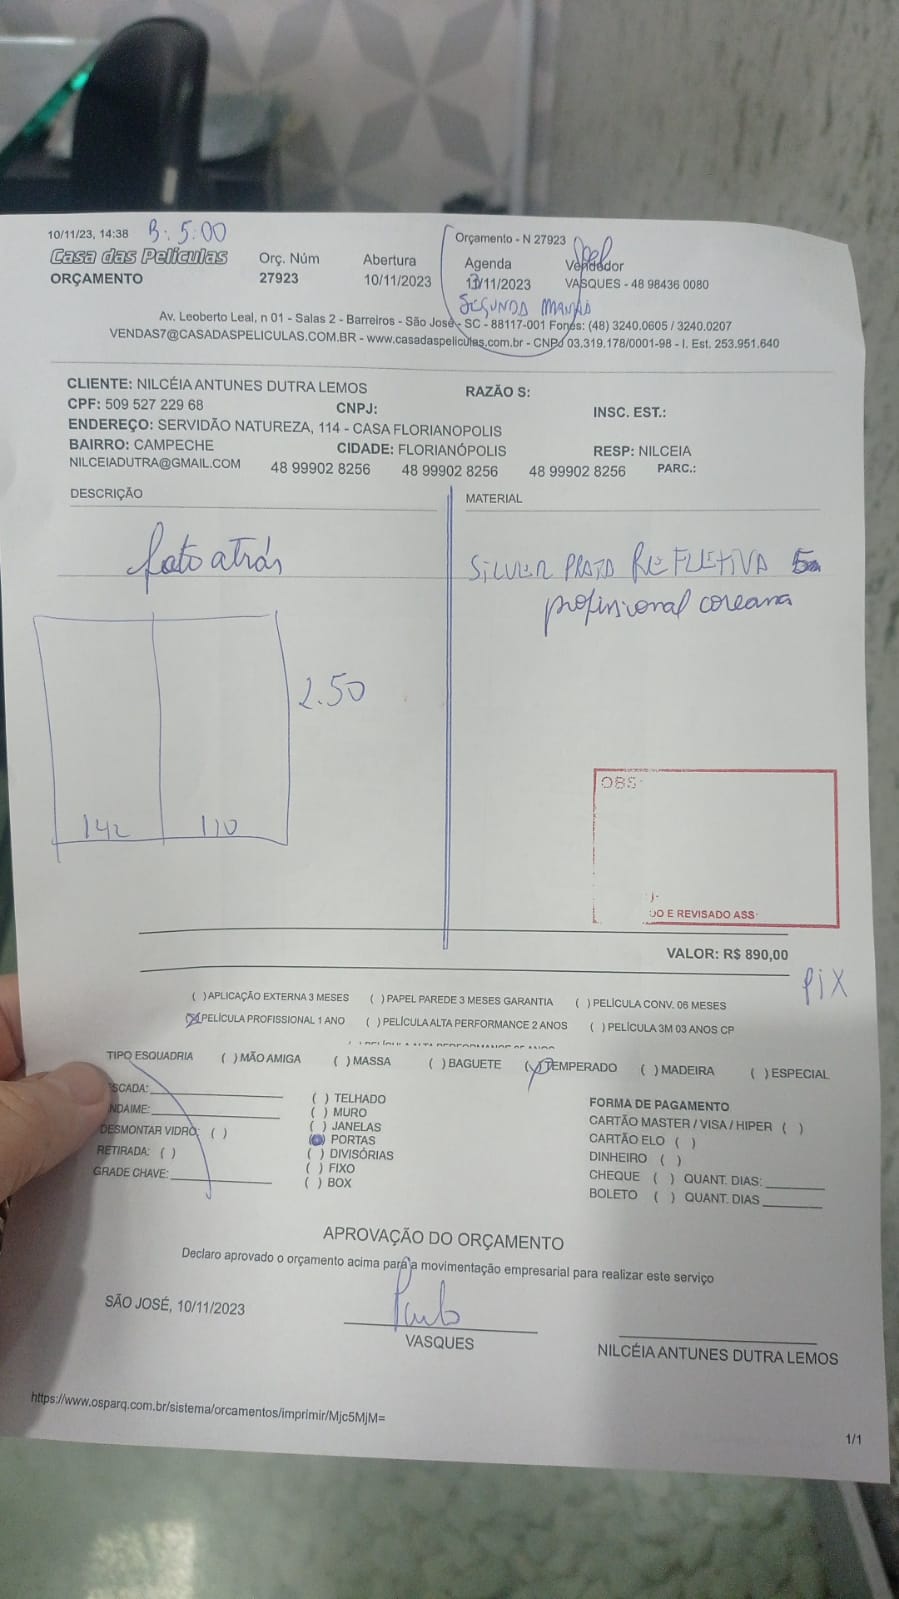 10/11/23, 14:38 B: 5:00
Orçamento - N 27923
Casa das Películas Orç. Núm Abertura Agenda Vendedor
ORÇAMENTO 27923 10/11/2023 13/11/2023 VASQUES - 48 98436 0080
SEGUNDA MANHÃ
Av. Leoberto Leal, n 01 - Salas 2 - Barreiros - São José - SC - 88117-001 Fones: (48) 3240.0605 / 3240.0207
VENDAS7@CASADASPELICULAS.COM.BR - www.casadaspeliculas.com.br - CNPJ 03.319.178/0001-98 - I. Est. 253.951.640
CLIENTE: NILCÉIA ANTUNES DUTRA LEMOS RAZÃO S:
CPF: 509 527 229 68 CNPJ: INSC. EST.:
ENDEREÇO: SERVIDÃO NATUREZA, 114 - CASA FLORIANOPOLIS
BAIRRO: CAMPECHE CIDADE: FLORIANÓPOLIS RESP: NILCEIA
NILCEIADUTRA@GMAIL.COM 48 99902 8256 48 99902 8256 48 99902 8256 PARC.:
DESCRIÇÃO MATERIAL
foto atrás SILVER PRATA REFLETIVA
profissional coreana
2.50
142 110
OBS
DO E REVISADO ASS
VALOR: R$ 890,00
PIX
( ) APLICAÇÃO EXTERNA 3 MESES ( ) PAPEL PAREDE 3 MESES GARANTIA ( ) PELÍCULA CONV. 06 MESES
(X) PELÍCULA PROFISSIONAL 1 ANO ( ) PELÍCULA ALTA PERFORMANCE 2 ANOS ( ) PELÍCULA 3M 03 ANOS CP
TIPO ESQUADRIA ( ) MÃO AMIGA ( ) MASSA ( ) BAGUETE (X) TEMPERADO ( ) MADEIRA ( ) ESPECIAL
SCADA:
NDAIME:
DESMONTAR VIDRO: ( )
RETIRADA: ( )
GRADE CHAVE:
( ) TELHADO
( ) MURO
( ) JANELAS
( ) PORTAS
( ) DIVISÓRIAS
( ) FIXO
( ) BOX
FORMA DE PAGAMENTO
CARTÃO MASTER / VISA / HIPER ( )
CARTÃO ELO ( )
DINHEIRO ( )
CHEQUE ( ) QUANT. DIAS:
BOLETO ( ) QUANT. DIAS
APROVAÇÃO DO ORÇAMENTO
Declaro aprovado o orçamento acima para a movimentação empresarial para realizar este serviço
SÃO JOSÉ, 10/11/2023
VASQUES
NILCÉIA ANTUNES DUTRA LEMOS
https://www.osparq.com.br/sistema/orcamentos/imprimir/Mjc5MjM=
1/1